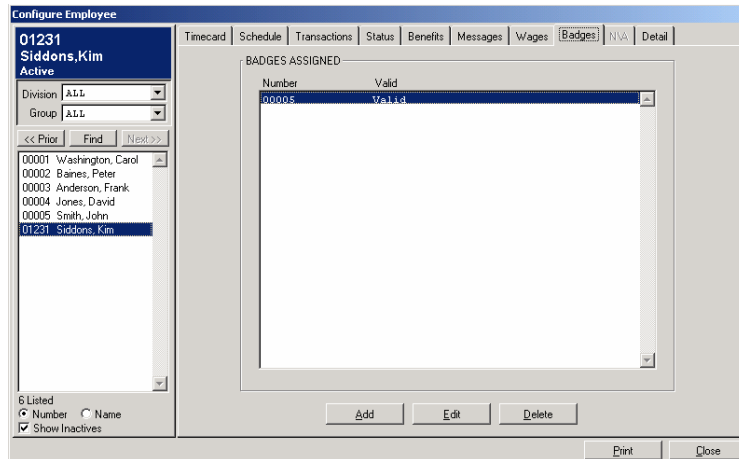 Configure Employee
01231
Siddons,Kim
Active
Division ALL
Group ALL
<< Prior Find Next>>
00001 Washington, Carol
00002 Baines, Peter
00003 Anderson, Frank
00004 Jones, David
00005 Smith, John
01231 Siddons, Kim
6 Listed
Number Name
Show Inactives
Timecard Schedule Transactions Status Benefits Messages Wages Badges N\A Detail
BADGES ASSIGNED
Number Valid
00005 Valid
Add Edit Delete
Print Close